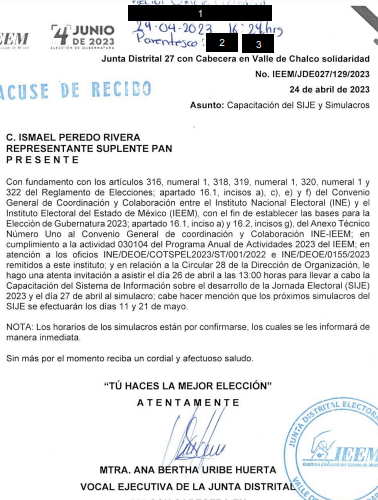 1
24-04-2023 16:24hrs
Parentesco: 2 3
IEEM
4 JUNIO
DE 2023
ELECCIÓN DE GUBERNATURA
Junta Distrital 27 con Cabecera en Valle de Chalco solidaridad
No. IEEM/JDE027/129/2023
ACUSE DE RECIBO
24 de abril de 2023
Asunto: Capacitación del SIJE y Simulacros
C. ISMAEL PEREDO RIVERA
REPRESENTANTE SUPLENTE PAN
P R E S E N T E
Con fundamento con los artículos 316, numeral 1, 318, 319, numeral 1, 320, numeral 1 y
322 del Reglamento de Elecciones; apartado 16.1, incisos a), c), e) y f) del Convenio
General de Coordinación y Colaboración entre el Instituto Nacional Electoral (INE) y el
Instituto Electoral del Estado de México (IEEM), con el fin de establecer las bases para la
Elección de Gubernatura 2023; apartado 16.1, inciso a) y 16.2, incisos g), del Anexo Técnico
Número Uno al Convenio General de coordinación y Colaboración INE-IEEM; en
cumplimiento a la actividad 030104 del Programa Anual de Actividades 2023 del IEEM; en
atención a los oficios INE/DEOE/COTSPEL2023/ST/001/2022 e INE/DEOE/0155/2023
remitidos a este instituto; y en relación a la Circular 28 de la Dirección de Organización, le
hago una atenta invitación a asistir el día 26 de abril a las 13:00 horas para llevar a cabo la
Capacitación del Sistema de Información sobre el desarrollo de la Jornada Electoral (SIJE)
2023 y el día 27 de abril al simulacro; cabe hacer mención que los próximos simulacros del
SIJE se efectuarán los días 11 y 21 de mayo.
NOTA: Los horarios de los simulacros están por confirmarse, los cuales se les informará de
manera inmediata.
Sin más por el momento reciba un cordial y afectuoso saludo.
“TÚ HACES LA MEJOR ELECCIÓN”
A T E N T A M E N T E
JUNTA DISTRITAL ELECTORAL
IEEM
Instituto Electoral del Estado de México
MTRA. ANA BERTHA URIBE HUERTA
VOCAL EJECUTIVA DE LA JUNTA DISTRITAL